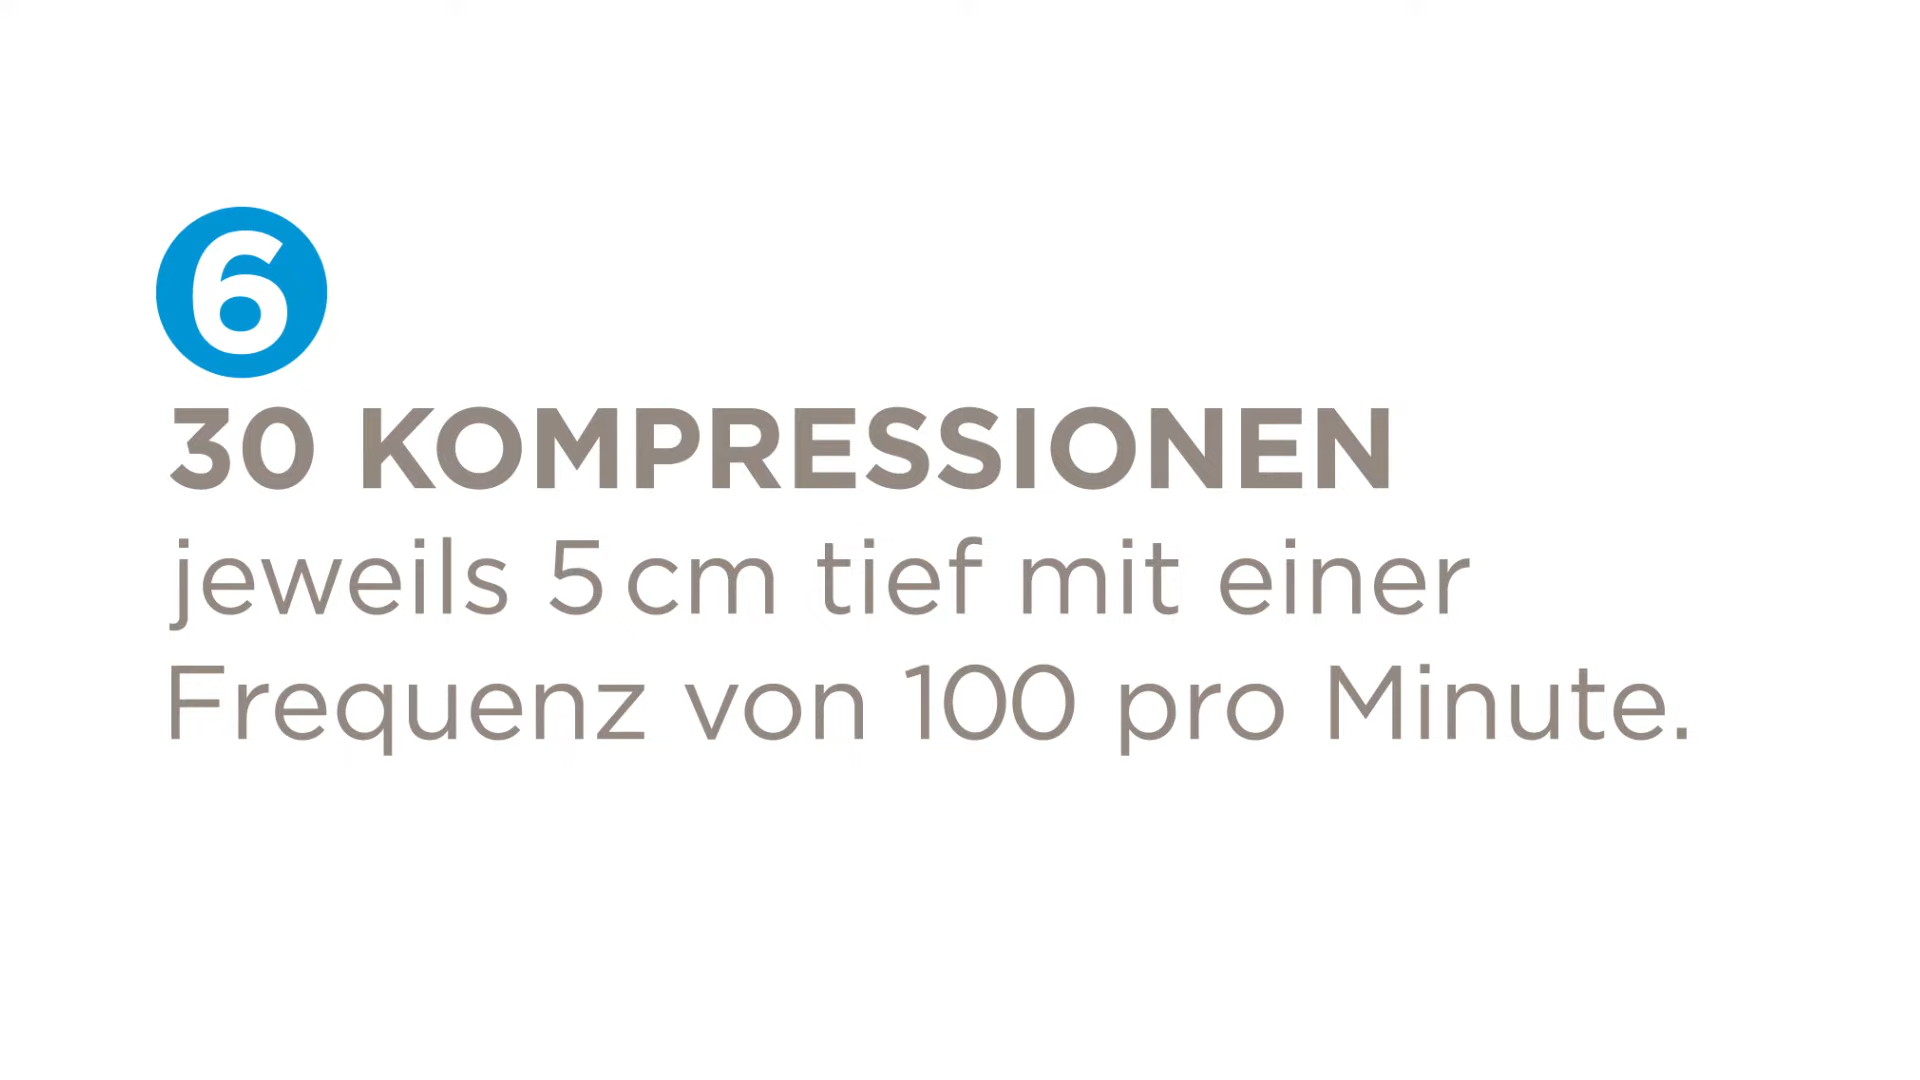 6
30 KOMPRESSIONEN
jeweils 5 cm tief mit einer
Frequenz von 100 pro Minute.